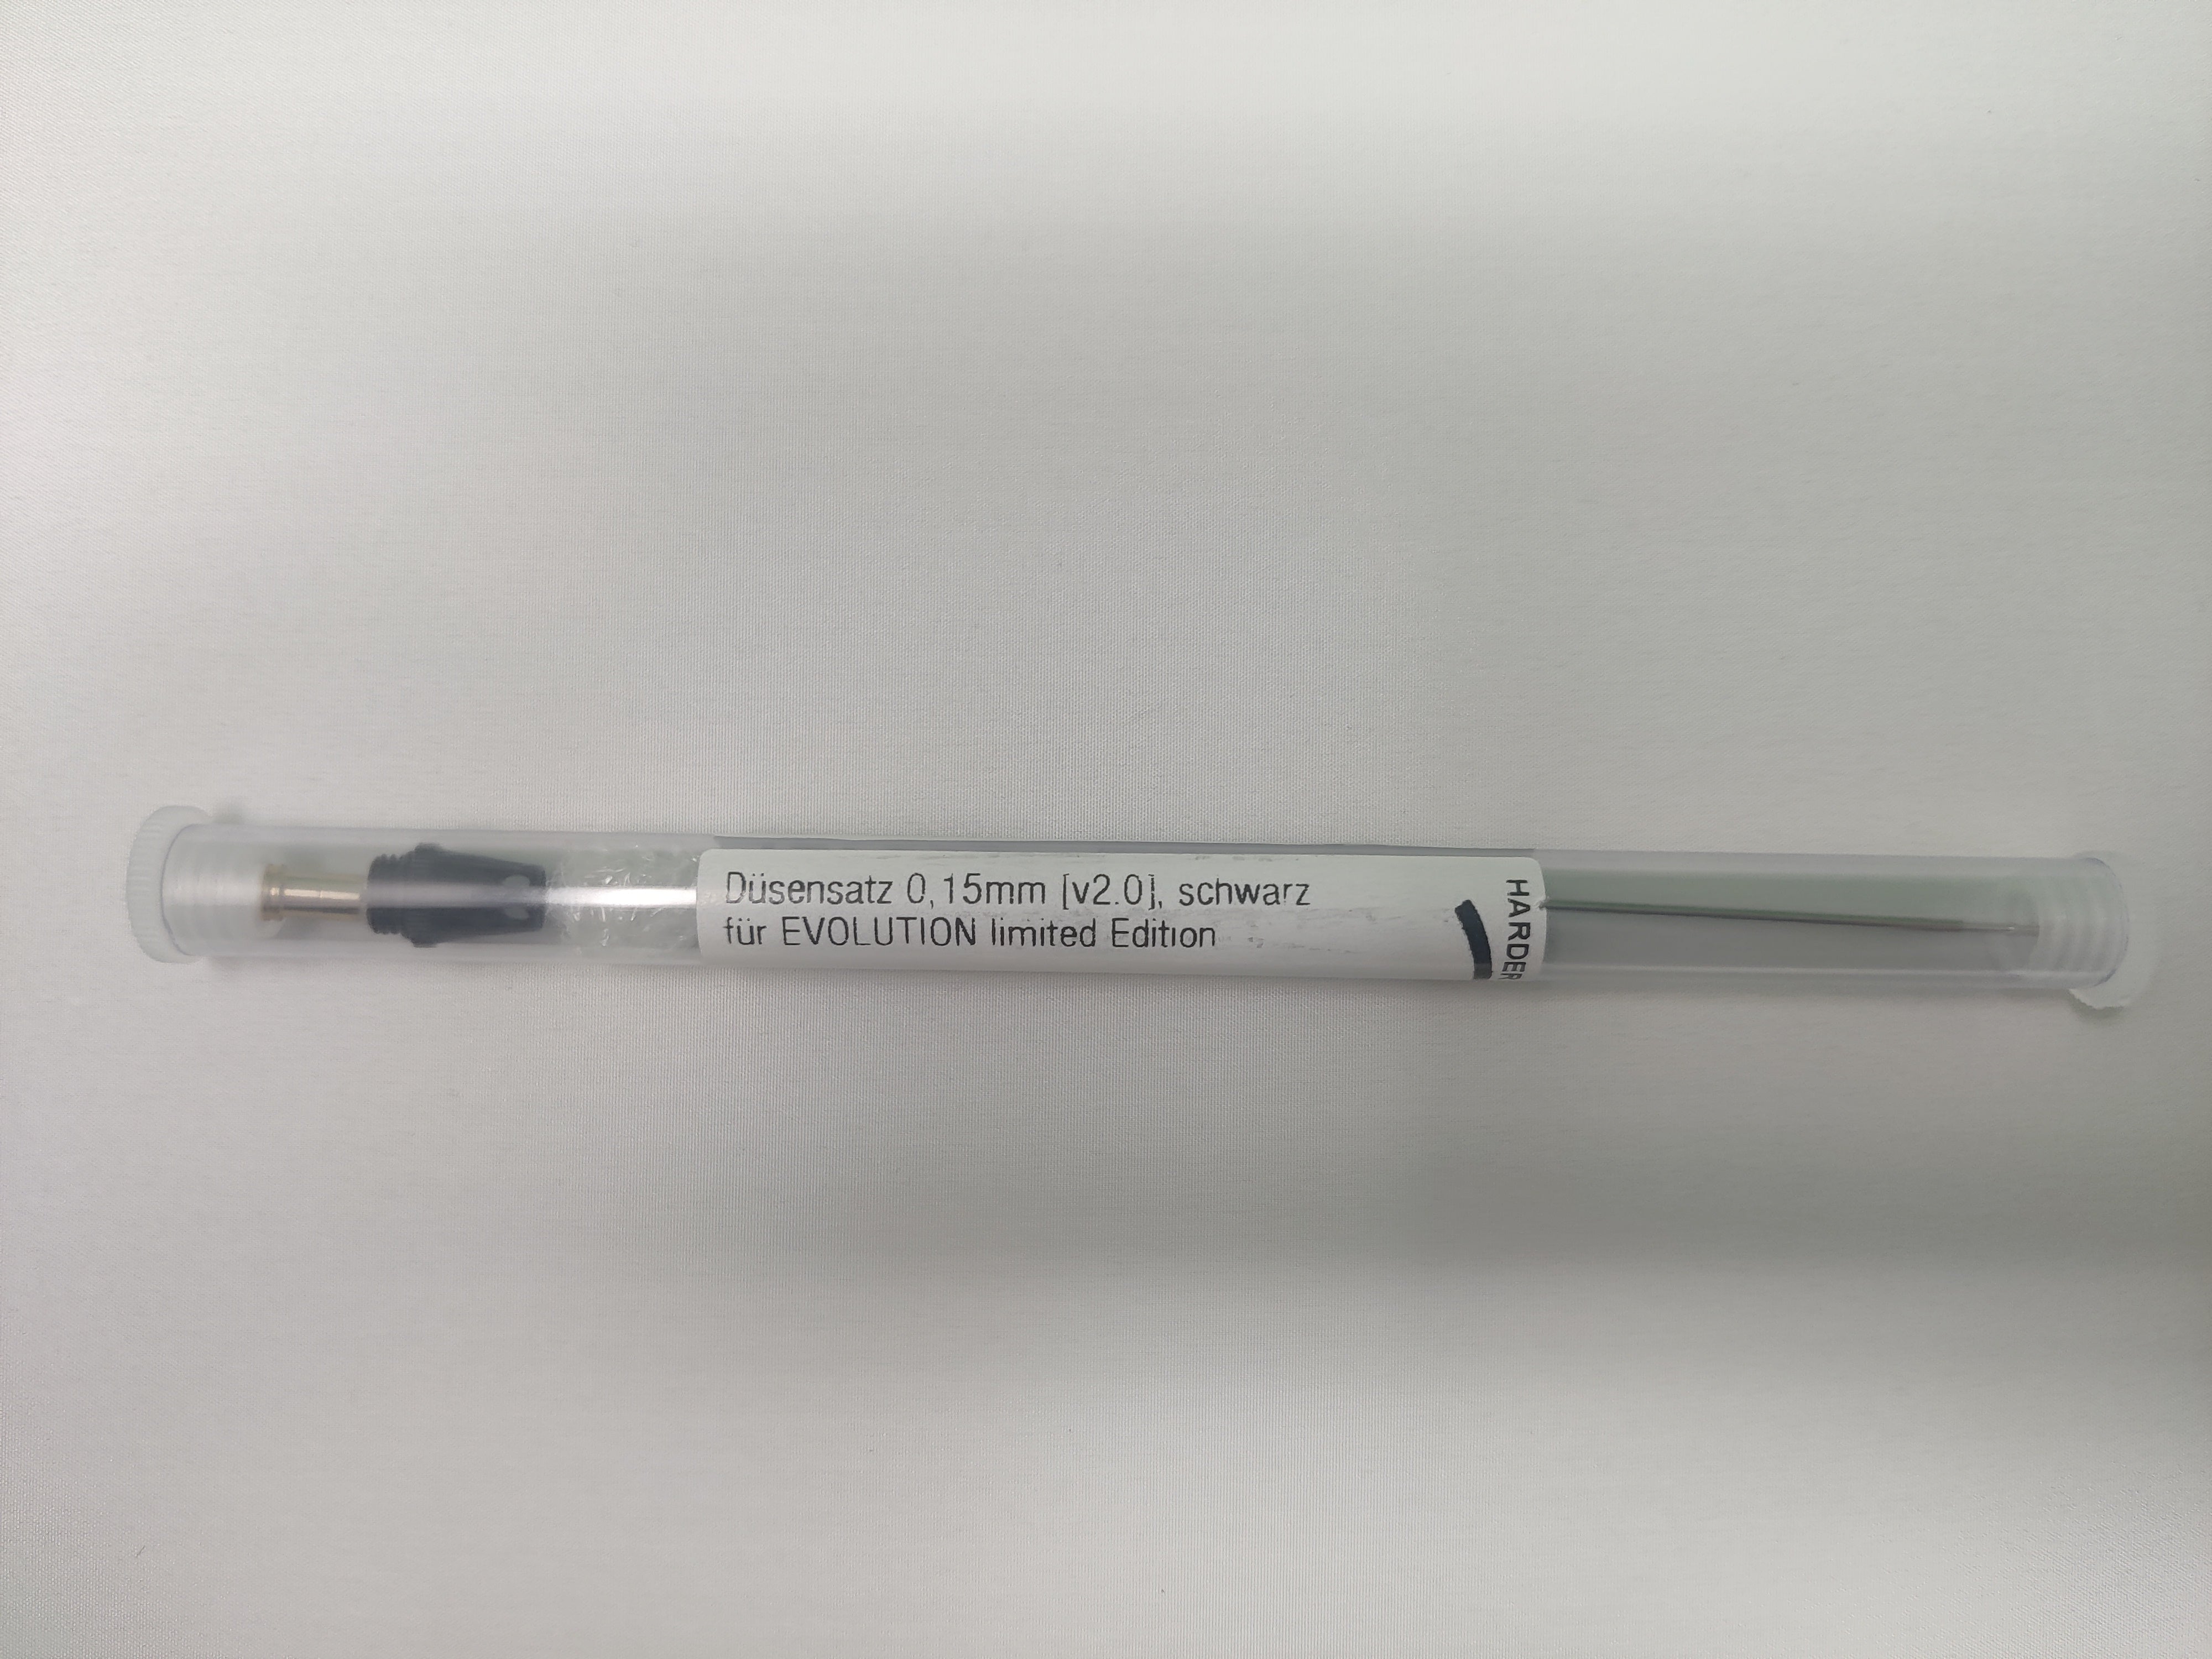 Düsensatz 0,15mm [v2.0], schwarz
für EVOLUTION limited Edition
HARDER